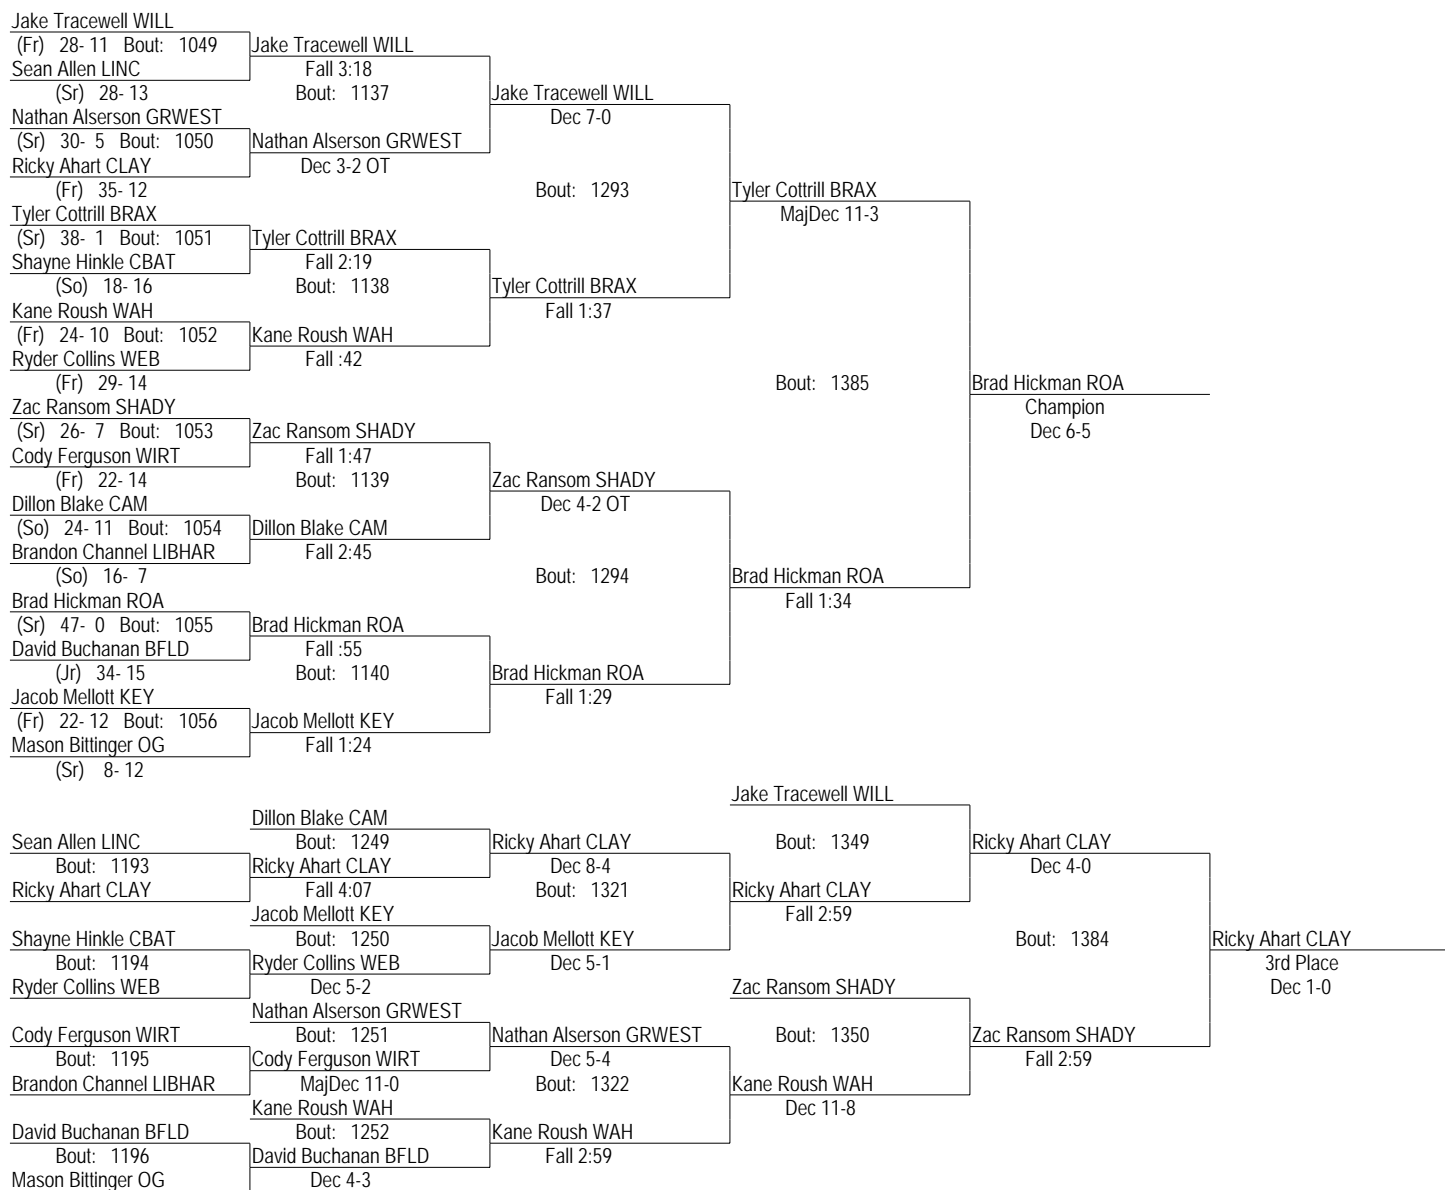 Jake Tracewell WILL
(Fr) 28- 11 Bout: 1049 Jake Tracewell WILL
Sean Allen LINC Fall 3:18
(Sr) 28- 13 Bout: 1137 Jake Tracewell WILL
Nathan Alserson GRWEST Dec 7-0
(Sr) 30- 5 Bout: 1050 Nathan Alserson GRWEST
Ricky Ahart CLAY Dec 3-2 OT
(Fr) 35- 12 Bout: 1293 Tyler Cottrill BRAX
Tyler Cottrill BRAX MajDec 11-3
(Sr) 38- 1 Bout: 1051 Tyler Cottrill BRAX
Shayne Hinkle CBAT Fall 2:19
(So) 18- 16 Bout: 1138 Tyler Cottrill BRAX
Kane Roush WAH Fall 1:37
(Fr) 24- 10 Bout: 1052 Kane Roush WAH
Ryder Collins WEB Fall :42
(Fr) 29- 14 Bout: 1385 Brad Hickman ROA
Zac Ransom SHADY Champion
(Sr) 26- 7 Bout: 1053 Zac Ransom SHADY Dec 6-5
Cody Ferguson WIRT Fall 1:47
(Fr) 22- 14 Bout: 1139 Zac Ransom SHADY
Dillon Blake CAM Dec 4-2 OT
(So) 24- 11 Bout: 1054 Dillon Blake CAM
Brandon Channel LIBHAR Fall 2:45
(So) 16- 7 Bout: 1294 Brad Hickman ROA
Brad Hickman ROA Fall 1:34
(Sr) 47- 0 Bout: 1055 Brad Hickman ROA
David Buchanan BFLD Fall :55
(Jr) 34- 15 Bout: 1140 Brad Hickman ROA
Jacob Mellott KEY Fall 1:29
(Fr) 22- 12 Bout: 1056 Jacob Mellott KEY
Mason Bittinger OG Fall 1:24
(Sr) 8- 12
Jake Tracewell WILL
Dillon Blake CAM
Sean Allen LINC Bout: 1249 Ricky Ahart CLAY Bout: 1349 Ricky Ahart CLAY
Bout: 1193 Ricky Ahart CLAY Dec 8-4 Dec 4-0
Ricky Ahart CLAY Fall 4:07 Bout: 1321 Ricky Ahart CLAY
Jacob Mellott KEY Fall 2:59
Shayne Hinkle CBAT Bout: 1250 Jacob Mellott KEY Bout: 1384 Ricky Ahart CLAY
Bout: 1194 Ryder Collins WEB Dec 5-1 3rd Place
Ryder Collins WEB Dec 5-2 Zac Ransom SHADY Dec 1-0
Nathan Alserson GRWEST
Cody Ferguson WIRT Bout: 1251 Nathan Alserson GRWEST Bout: 1350 Zac Ransom SHADY
Bout: 1195 Cody Ferguson WIRT Dec 5-4 Fall 2:59
Brandon Channel LIBHAR MajDec 11-0 Bout: 1322 Kane Roush WAH
Kane Roush WAH Dec 11-8
David Buchanan BFLD Bout: 1252 Kane Roush WAH
Bout: 1196 David Buchanan BFLD Fall 2:59
Mason Bittinger OG Dec 4-3